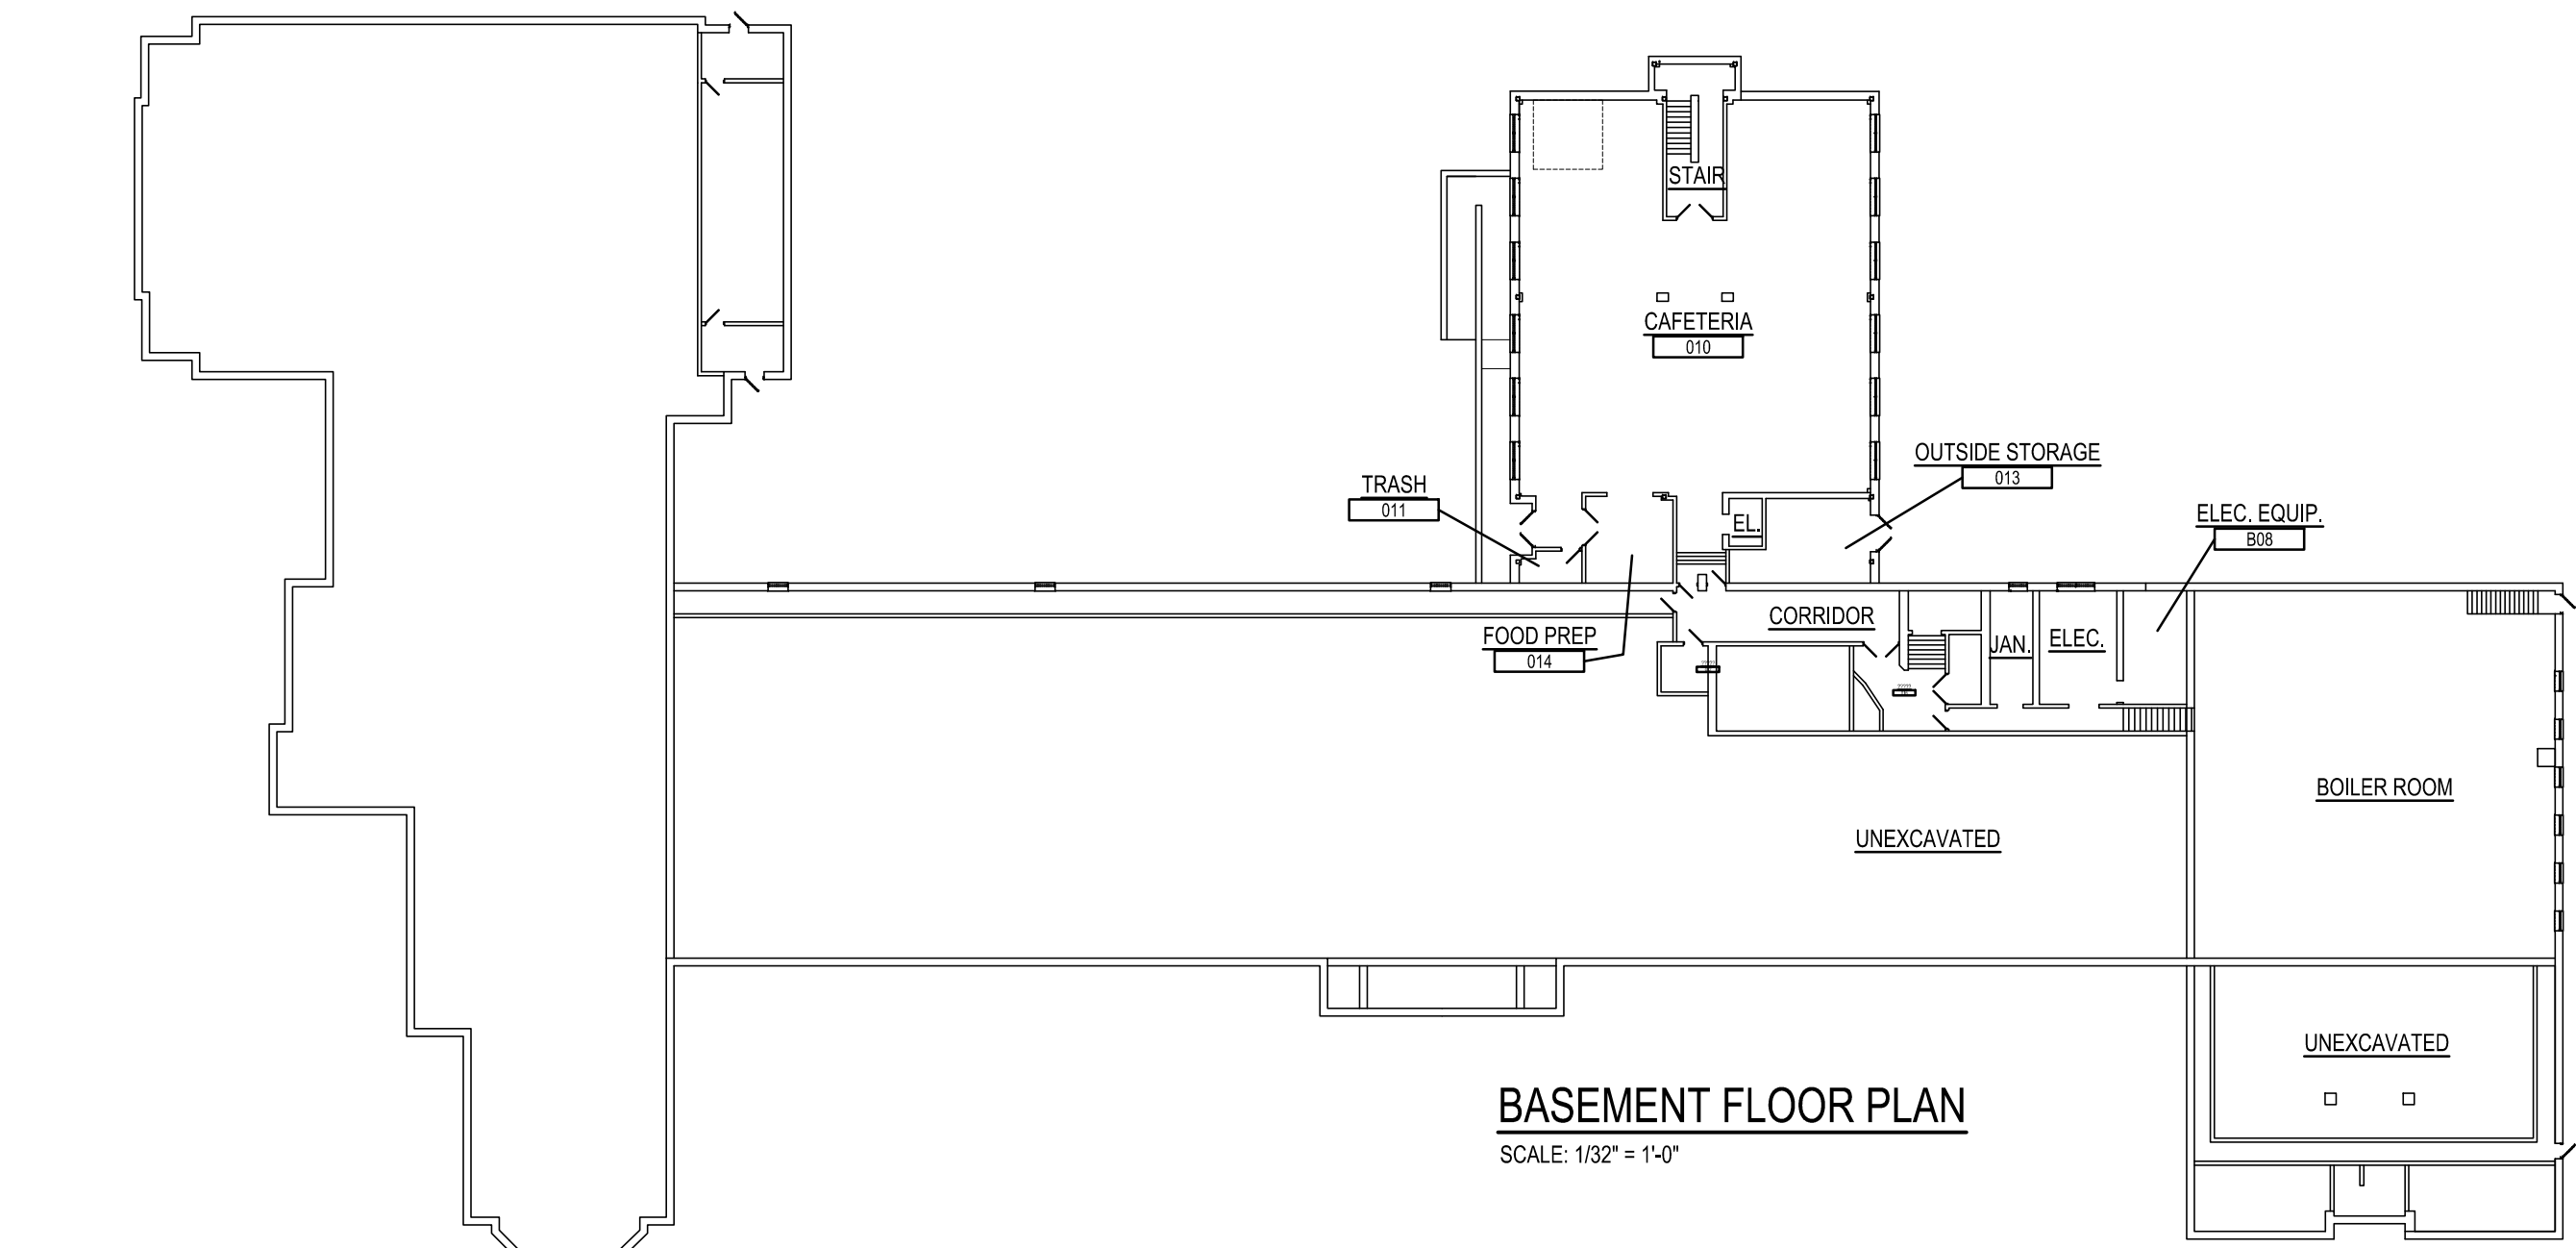 STAIR
CAFETERIA
010
OUTSIDE STORAGE
013
TRASH
011
EL.
ELEC. EQUIP.
B08
CORRIDOR
FOOD PREP
014
JAN.
ELEC.
BOILER ROOM
UNEXCAVATED
UNEXCAVATED
BASEMENT FLOOR PLAN
SCALE: 1/32" = 1'-0"